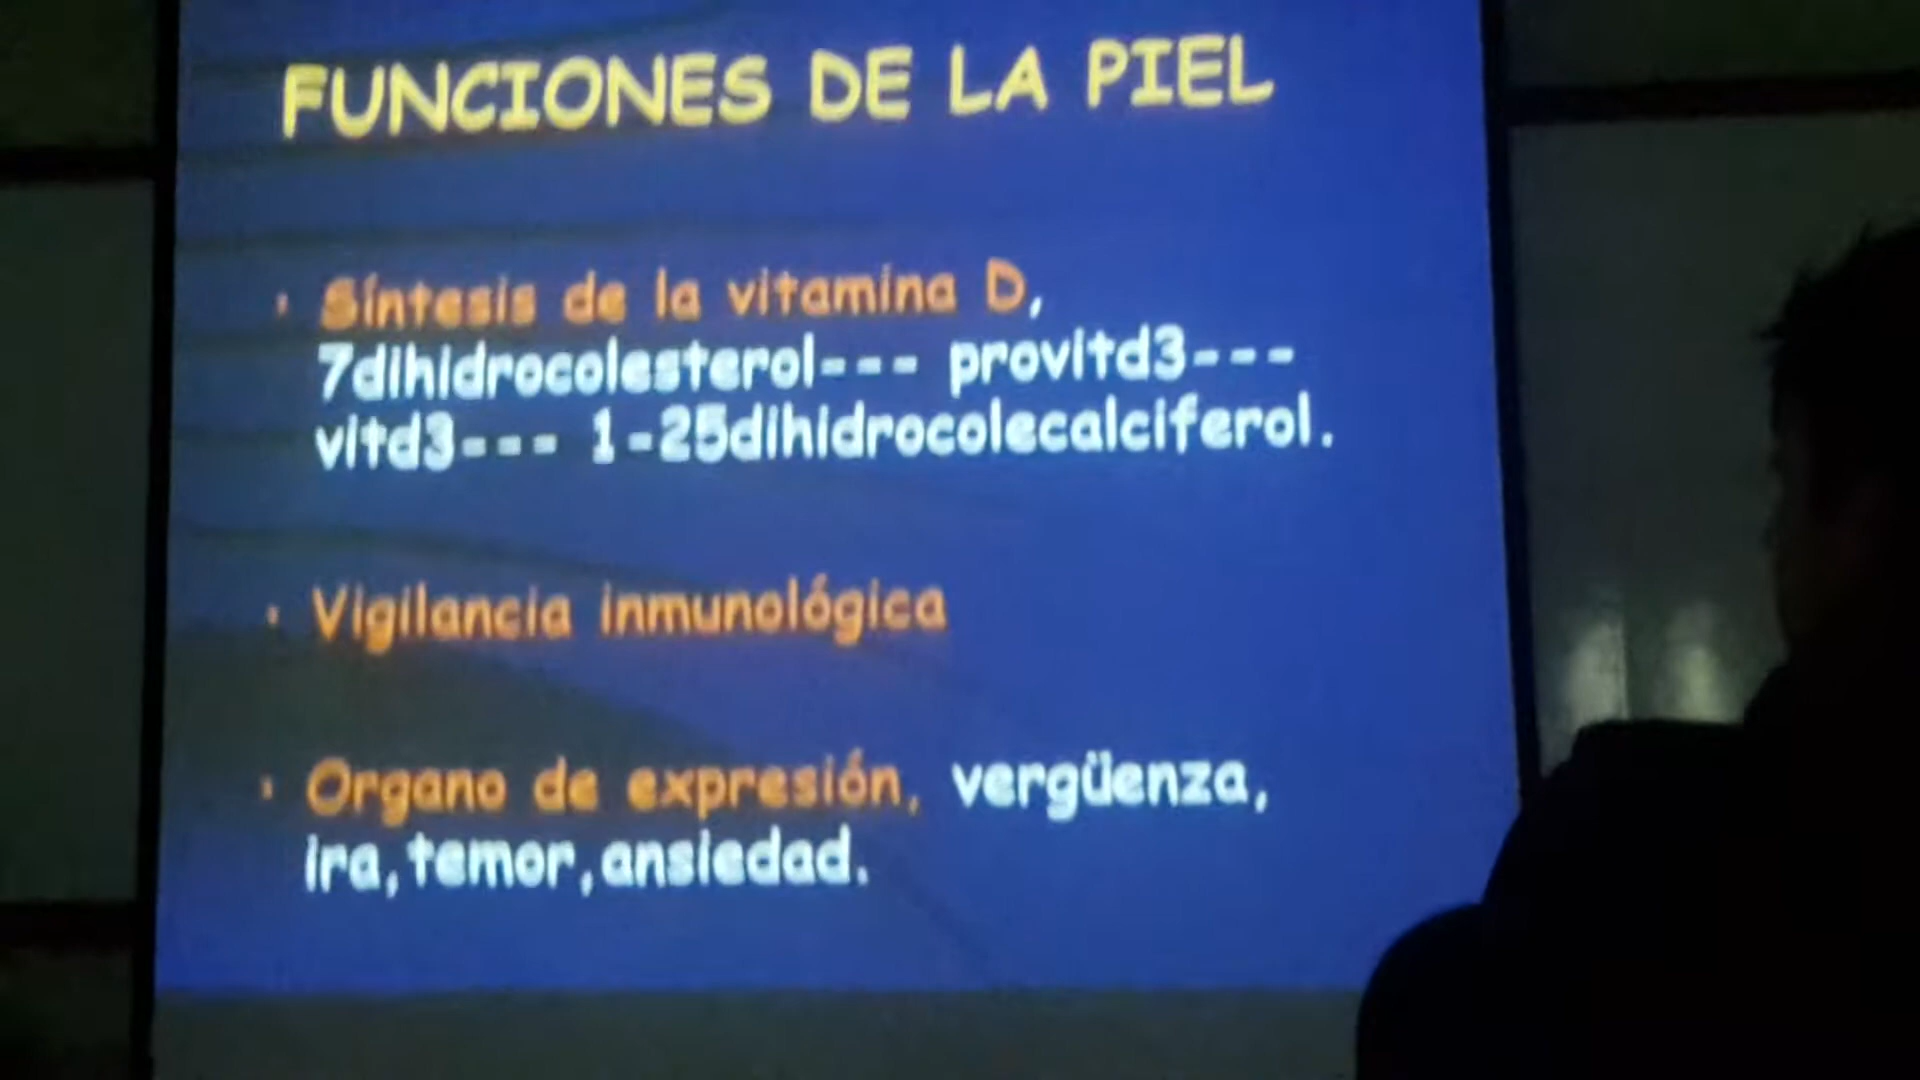 FUNCIONES DE LA PIEL
• Síntesis de la vitamina D,
7dihidrocolesterol--- provitd3---
vitd3--- 1-25dihidrocolecalciferol.
• Vigilancia inmunológica
• Organo de expresión, vergüenza,
ira,temor,ansiedad.